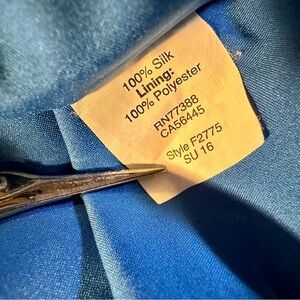 100% Silk
Lining:
100% Polyester
RN77388
CA56445
Style F2775
SU 16